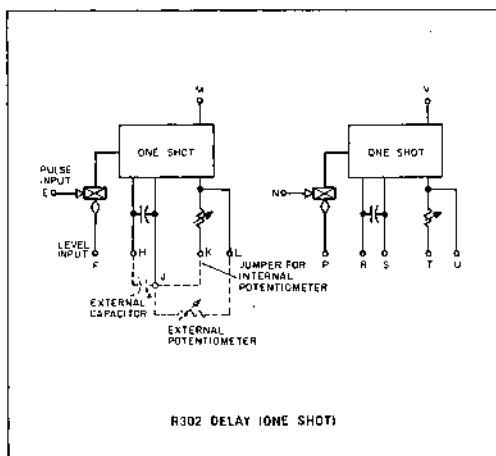 M
V
ONE SHOT
ONE SHOT
PULSE INPUT
E
N
LEVEL INPUT
F
H
J
K
L
P
R
S
T
U
JUMPER FOR
INTERNAL
POTENTIOMETER
EXTERNAL
CAPACITOR
EXTERNAL
POTENTIOMETER
R302 DELAY (ONE SHOT)